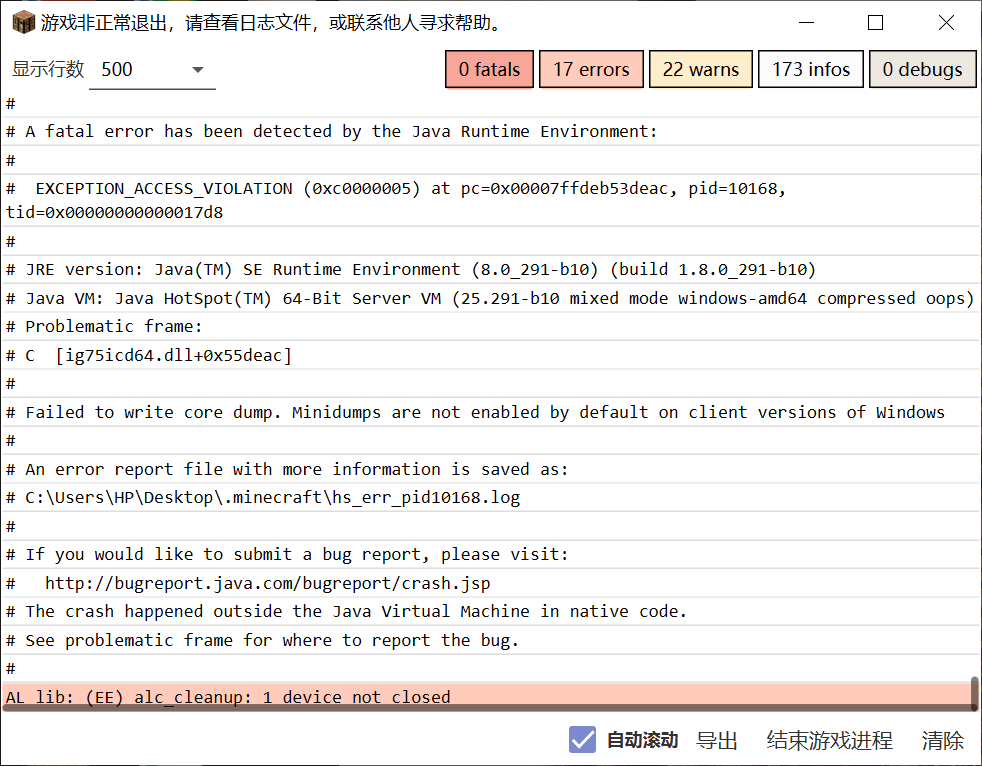 游戏非正常退出，请查看日志文件，或联系他人寻求帮助。
显示行数 500 0 fatals 17 errors 22 warns 173 infos 0 debugs
#
# A fatal error has been detected by the Java Runtime Environment:
#
#  EXCEPTION_ACCESS_VIOLATION (0xc0000005) at pc=0x00007ffdeb53deac, pid=10168,
tid=0x00000000000017d8
#
# JRE version: Java(TM) SE Runtime Environment (8.0_291-b10) (build 1.8.0_291-b10)
# Java VM: Java HotSpot(TM) 64-Bit Server VM (25.291-b10 mixed mode windows-amd64 compressed oops)
# Problematic frame:
# C  [ig75icd64.dll+0x55deac]
#
# Failed to write core dump. Minidumps are not enabled by default on client versions of Windows
#
# An error report file with more information is saved as:
# C:\Users\HP\Desktop\.minecraft\hs_err_pid10168.log
#
# If you would like to submit a bug report, please visit:
#   http://bugreport.java.com/bugreport/crash.jsp
# The crash happened outside the Java Virtual Machine in native code.
# See problematic frame for where to report the bug.
#
AL lib: (EE) alc_cleanup: 1 device not closed
自动滚动 导出 结束游戏进程 清除